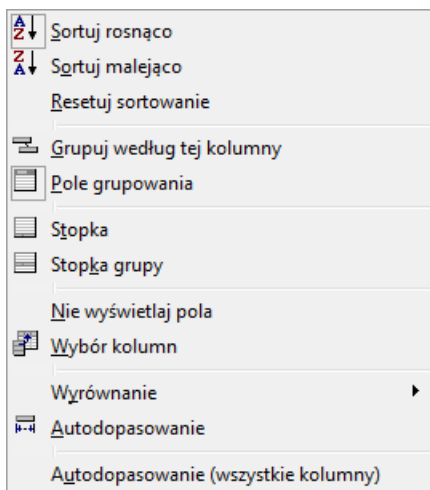 Sortuj rosnąco
Sortuj malejąco
Resetuj sortowanie
Grupuj według tej kolumny
Pole grupowania
Stopka
Stopka grupy
Nie wyświetlaj pola
Wybór kolumn
Wyrównanie
Autodopasowanie
Autodopasowanie (wszystkie kolumny)